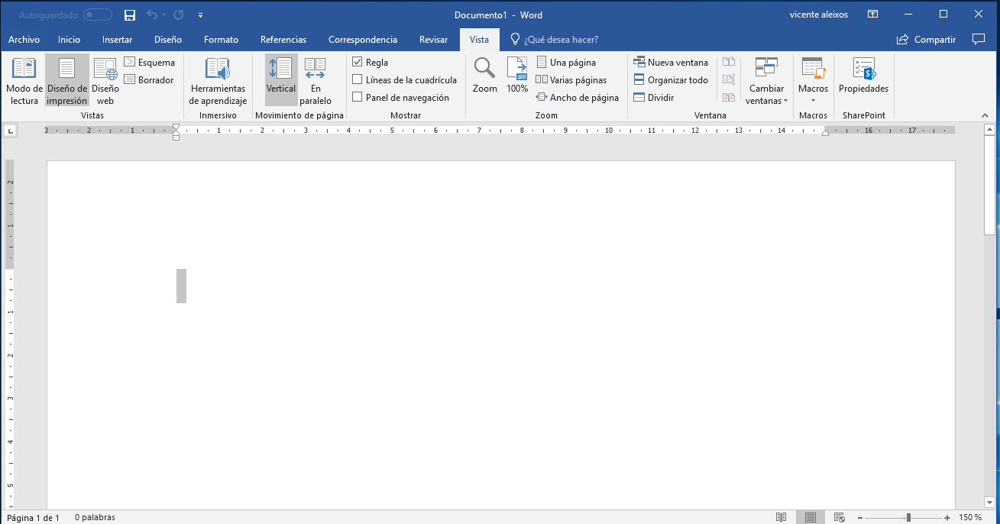 Autoguardado
Documento1 - Word
vicente aleixos
Archivo Inicio Insertar Diseño Formato Referencias Correspondencia Revisar Vista ¿Qué desea hacer? Compartir
Modo de lectura
Diseño de impresión
Diseño web
Esquema
Borrador
Vistas
Herramientas de aprendizaje
Inmersivo
Vertical
En paralelo
Movimiento de página
Regla
Líneas de la cuadrícula
Panel de navegación
Mostrar
Zoom
100
100%
Una página
Varias páginas
Ancho de página
Zoom
Nueva ventana
Organizar todo
Dividir
Cambiar ventanas
Ventana
Macros
Macros
S
Propiedades
SharePoint
L
3 2 1 1 2 3 4 5 6 7 8 9 10 11 12 13 14 16 17
2
1
1
2
3
4
5
Página 1 de 1 0 palabras 150 %